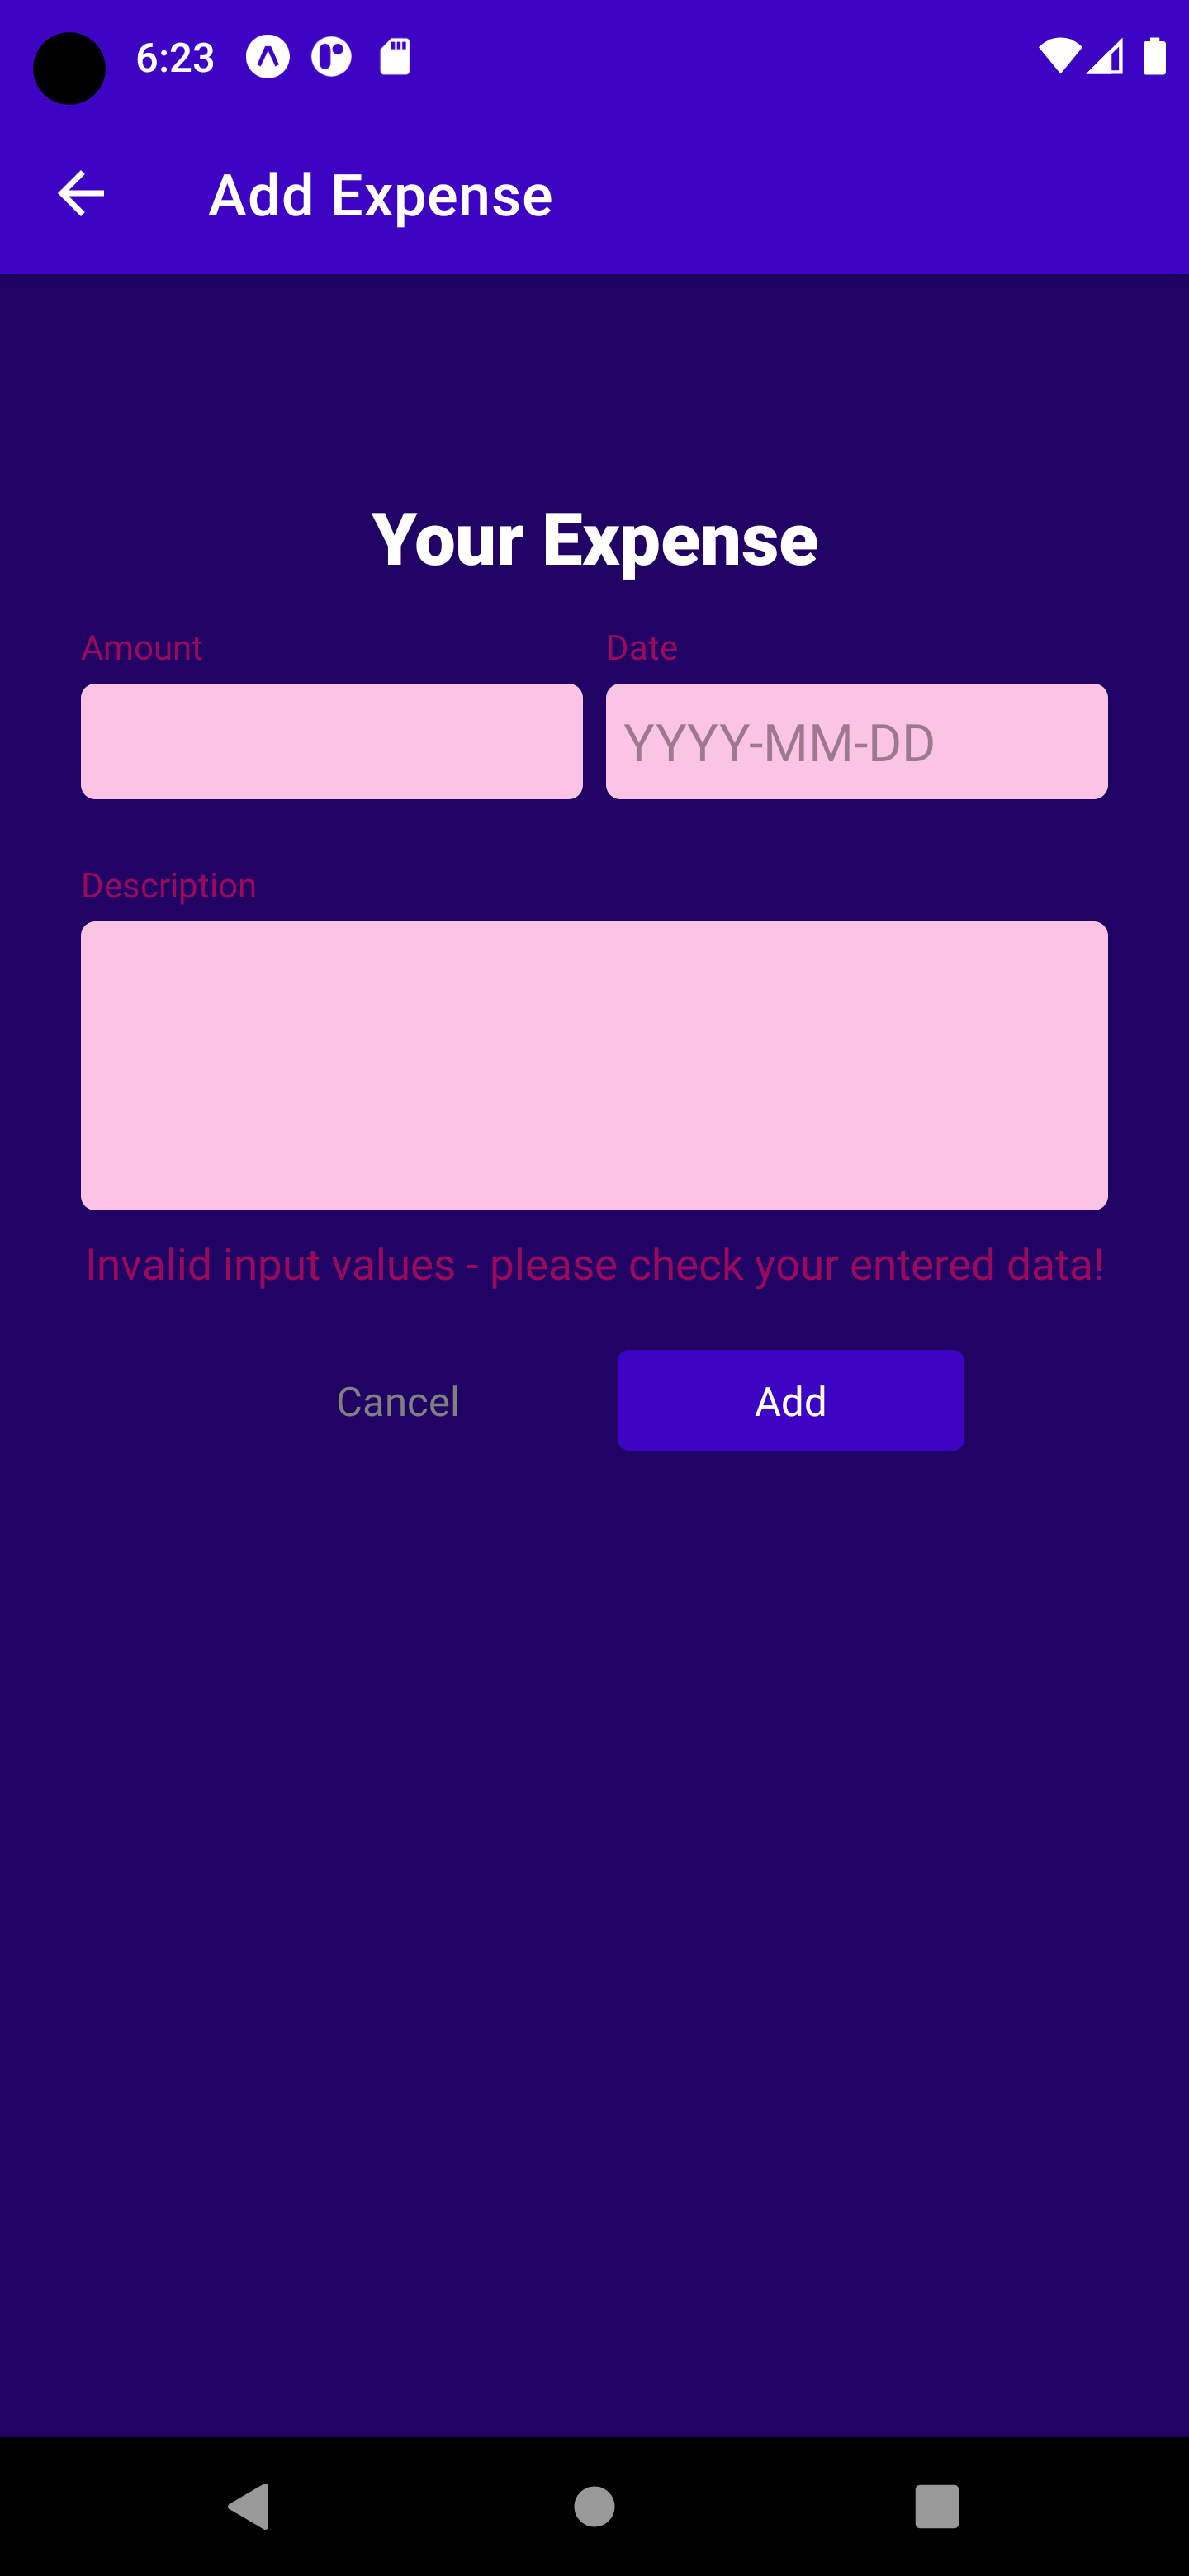 6:23
Add Expense
Your Expense
Amount Date
YYYY-MM-DD
Description
Invalid input values - please check your entered data!
Cancel Add